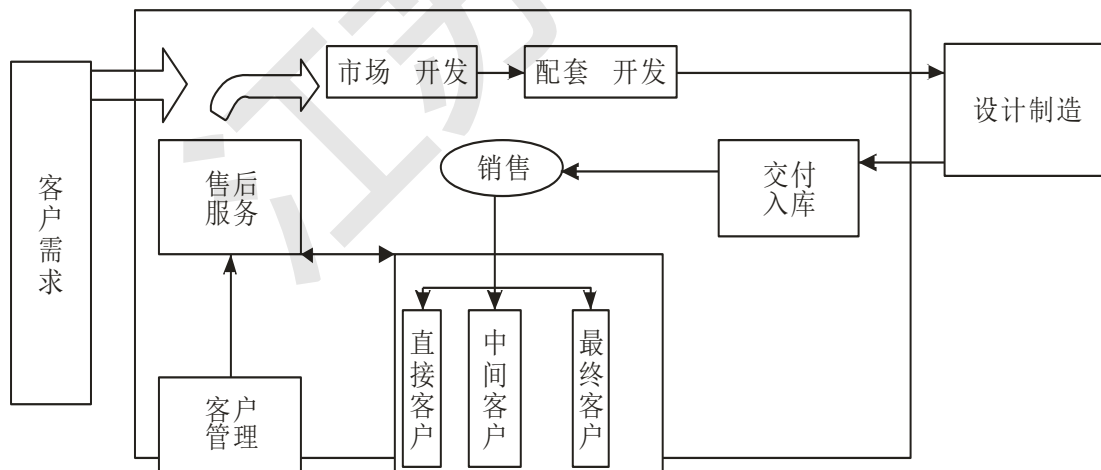 客户需求
市场 开发
配套 开发
设计制造
售后
服务
销售
交付
入库
直接客户
中间客户
最终客户
客户
管理
江苏